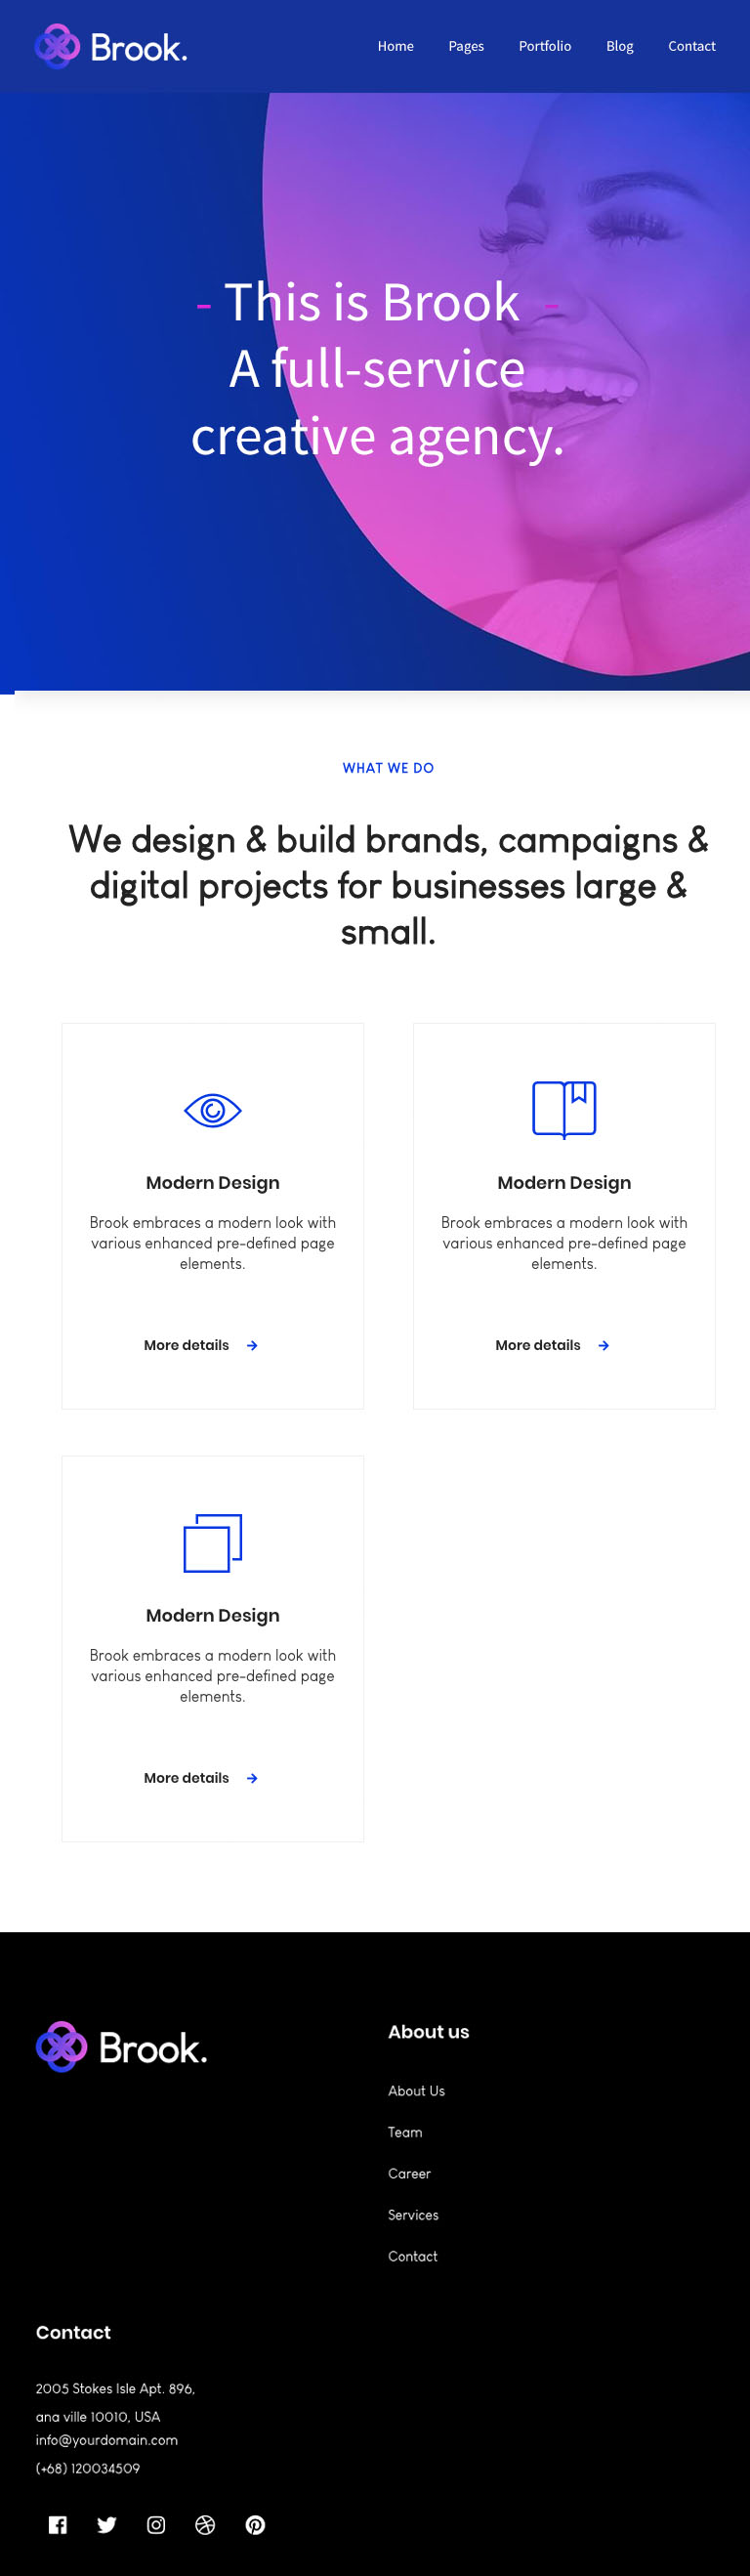 Brook.
Home Pages Portfolio Blog Contact
- This is Brook -
A full-service
creative agency.
WHAT WE DO
We design & build brands, campaigns &
digital projects for businesses large &
small.
Modern Design
Brook embraces a modern look with
various enhanced pre-defined page
elements.
More details →
Modern Design
Brook embraces a modern look with
various enhanced pre-defined page
elements.
More details →
Modern Design
Brook embraces a modern look with
various enhanced pre-defined page
elements.
More details →
Brook.
About us
About Us
Team
Career
Services
Contact
Contact
2005 Stokes Isle Apt. 896,
ana ville 10010, USA
info@yourdomain.com
(+68) 120034509